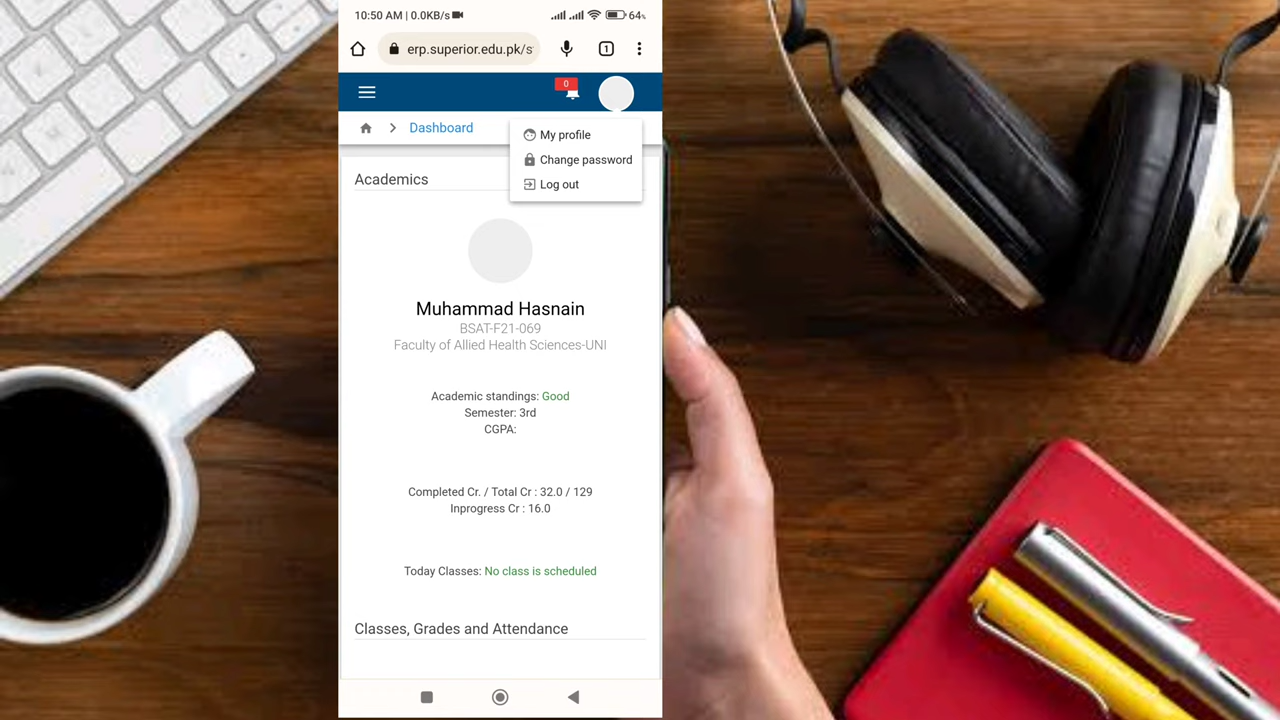 10:50 AM | 0.0KB/s
64%
erp.superior.edu.pk/s
1
0
Dashboard
My profile
Change password
Log out
Academics
Muhammad Hasnain
BSAT-F21-069
Faculty of Allied Health Sciences-UNI
Academic standings: Good
Semester: 3rd
CGPA:
Completed Cr. / Total Cr : 32.0 / 129
Inprogress Cr : 16.0
Today Classes: No class is scheduled
Classes, Grades and Attendance